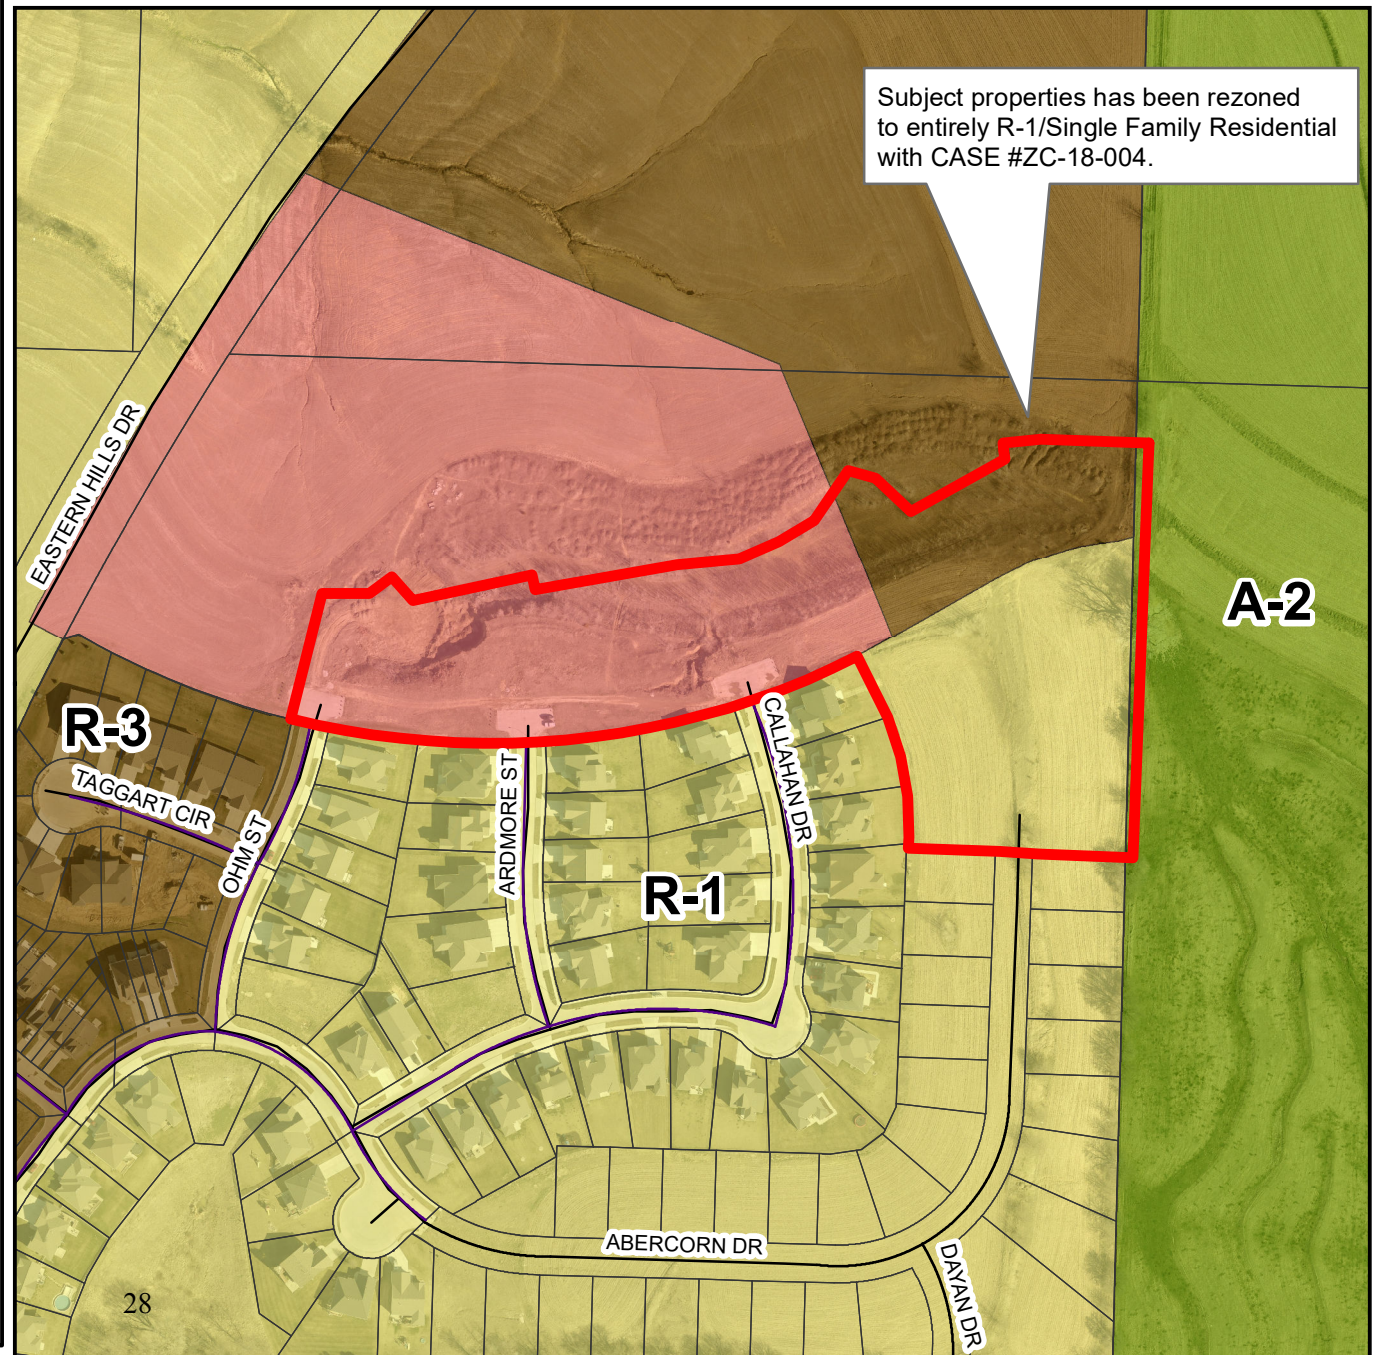 Subject properties has been rezoned
to entirely R-1/Single Family Residential
with CASE #ZC-18-004.
EASTERN HILLS DR
A-2
R-3
TAGGART CIR
OHM ST
ARDMORE ST
CALLAHAN DR
R-1
ABERCORN DR
DAYAN DR
28